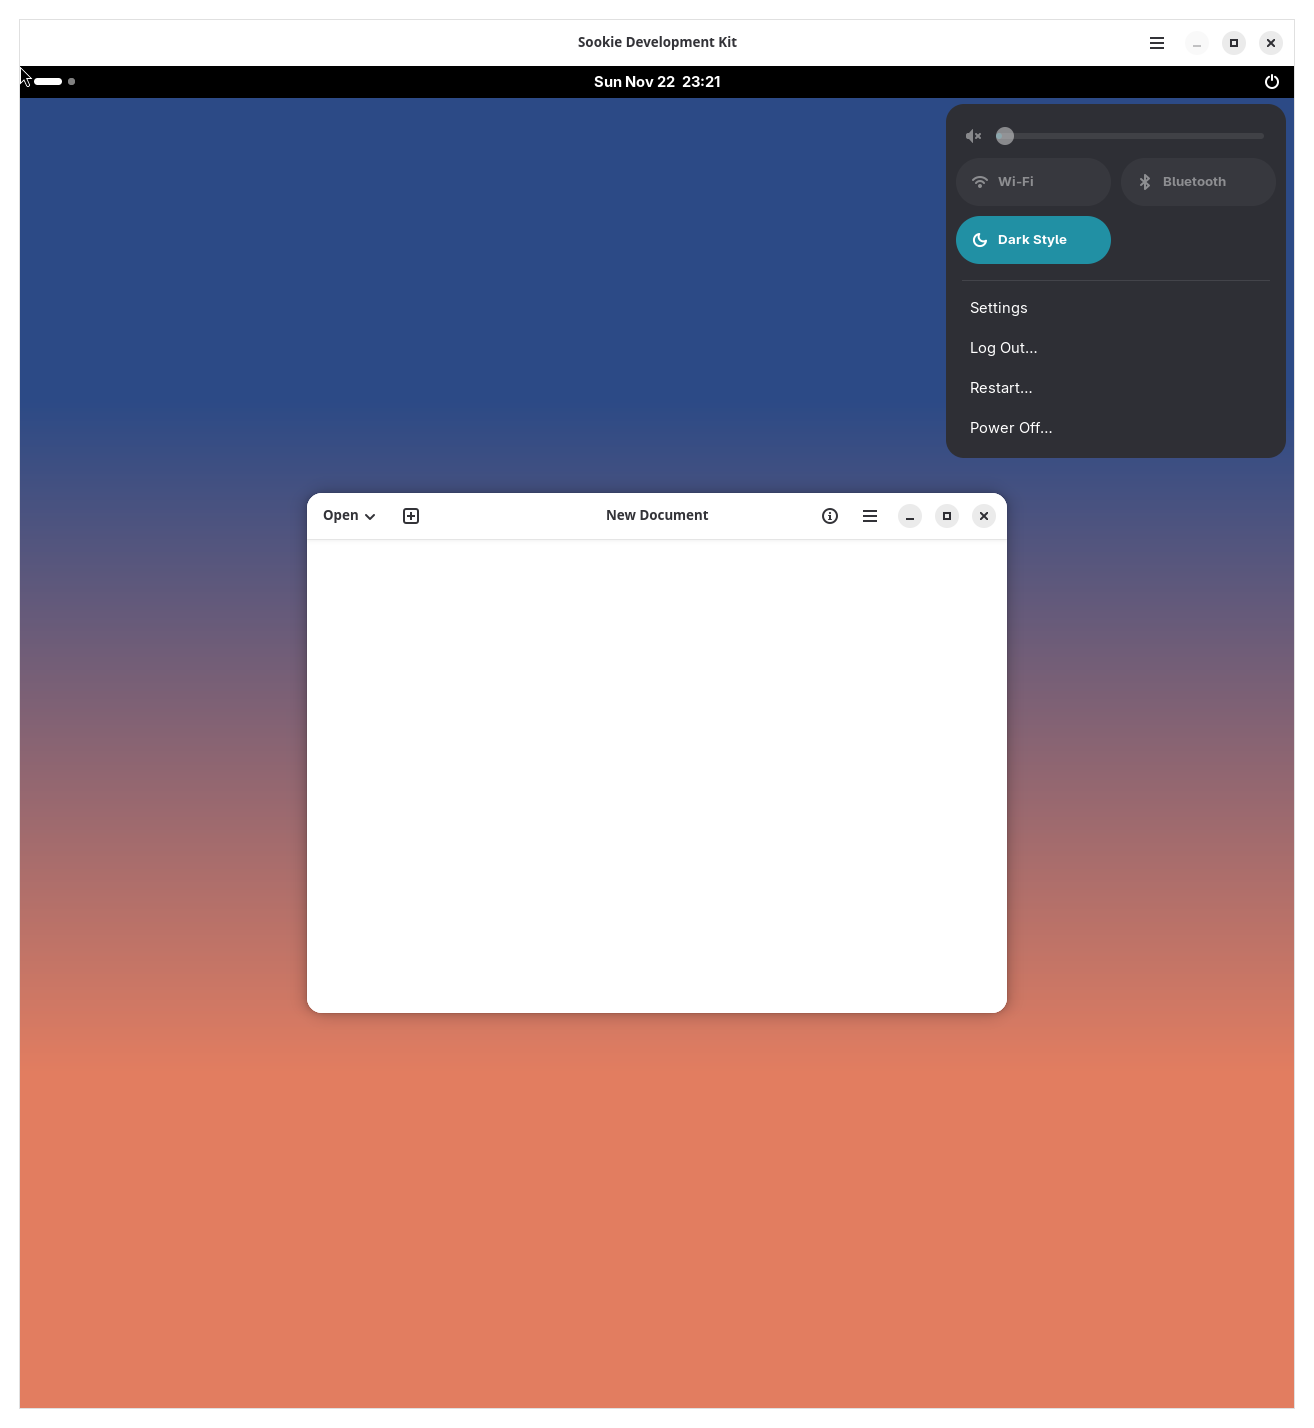 Sookie Development Kit
Sun Nov 22 23:21
Wi-Fi Bluetooth
Dark Style
Settings
Log Out…
Restart…
Power Off…
Open New Document